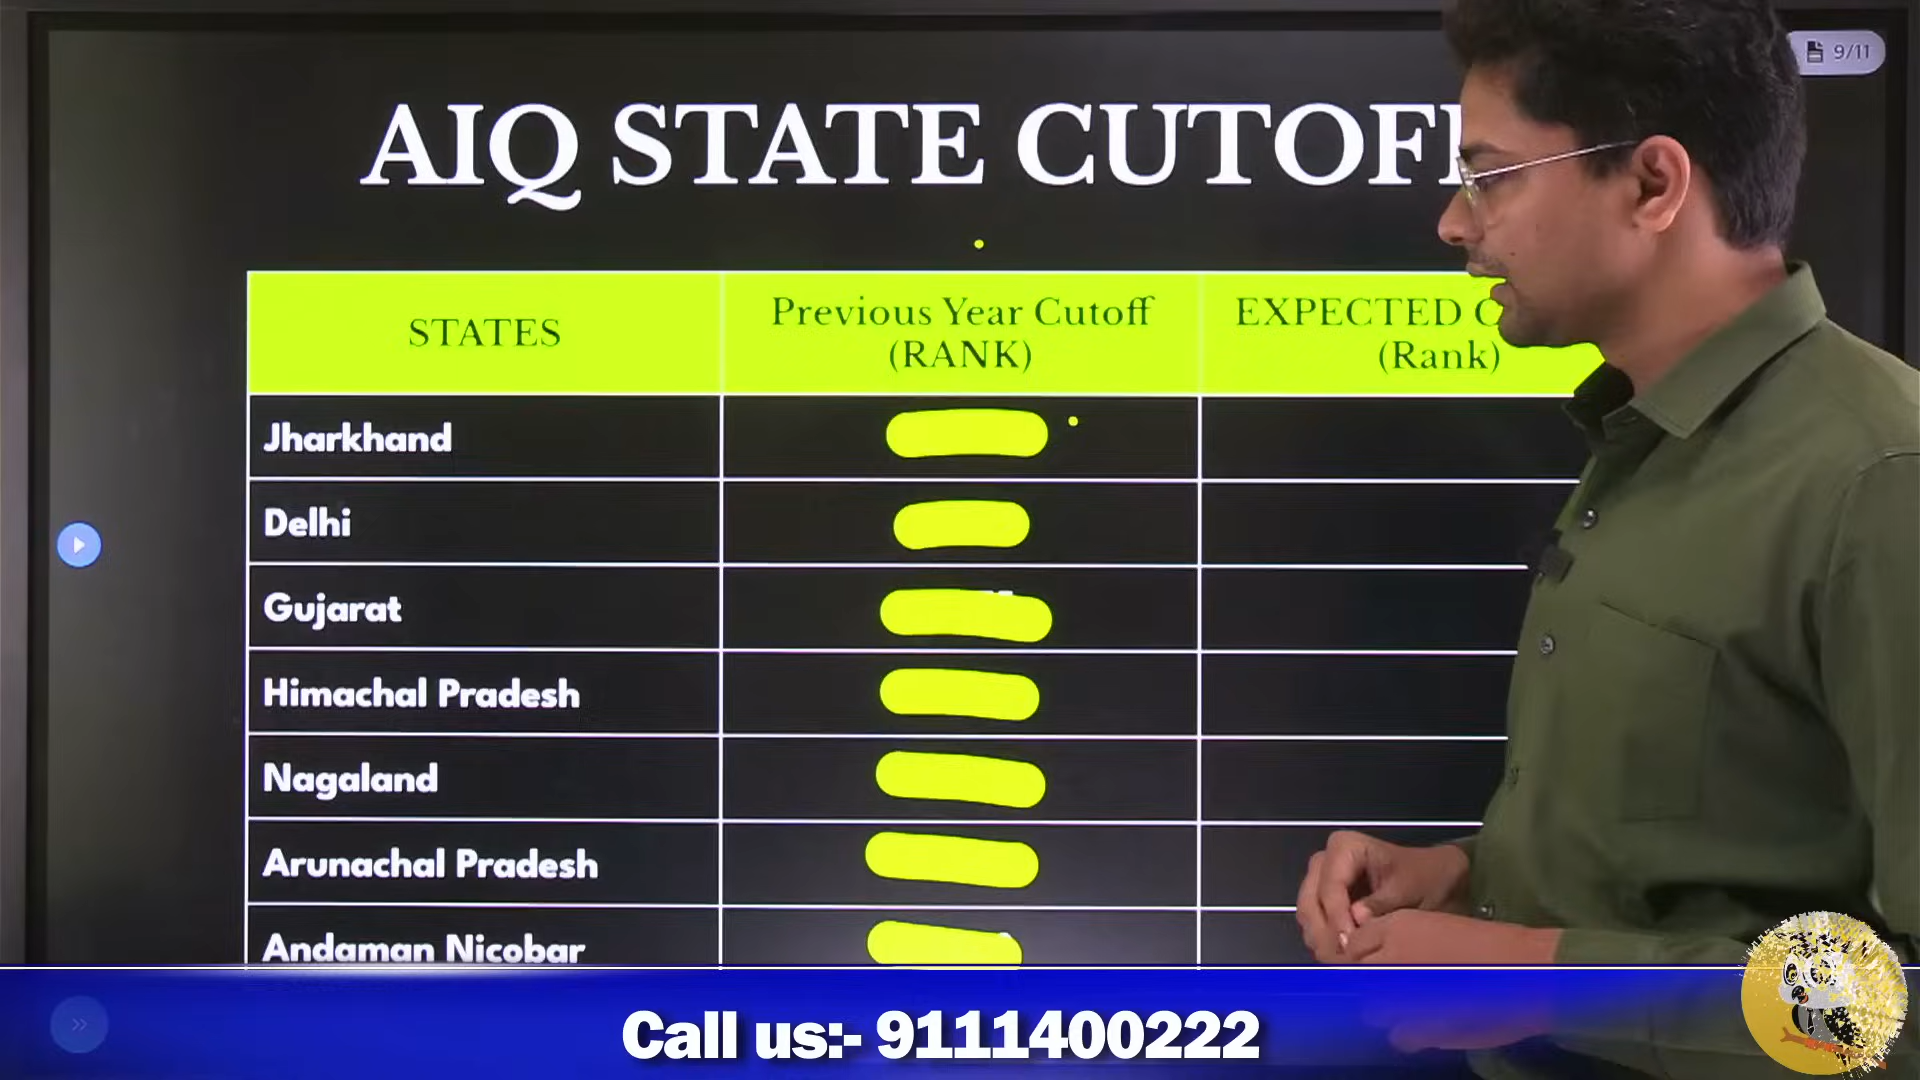 9/11
AIQ STATE CUTOFF
STATES
Previous Year Cutoff
(RANK)
EXPECTED
(Rank)
Jharkhand
Delhi
Gujarat
Himachal Pradesh
Nagaland
Arunachal Pradesh
Andaman Nicobar
Call us:- 9111400222